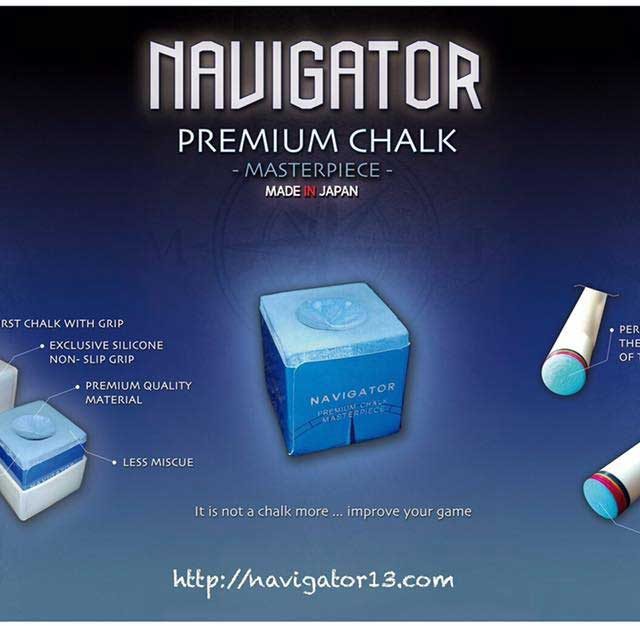 NAVIGATOR
PREMIUM CHALK
- MASTERPIECE -
MADE IN JAPAN
RST CHALK WITH GRIP
• EXCLUSIVE SILICONE
NON- SLIP GRIP
• PREMIUM QUALITY
MATERIAL
• LESS MISCUE
NAVIGATOR
PREMIUM CHALK
MASTERPIECE
• PER
THE
OF T
It is not a chalk more ... improve your game
http://navigator13.com